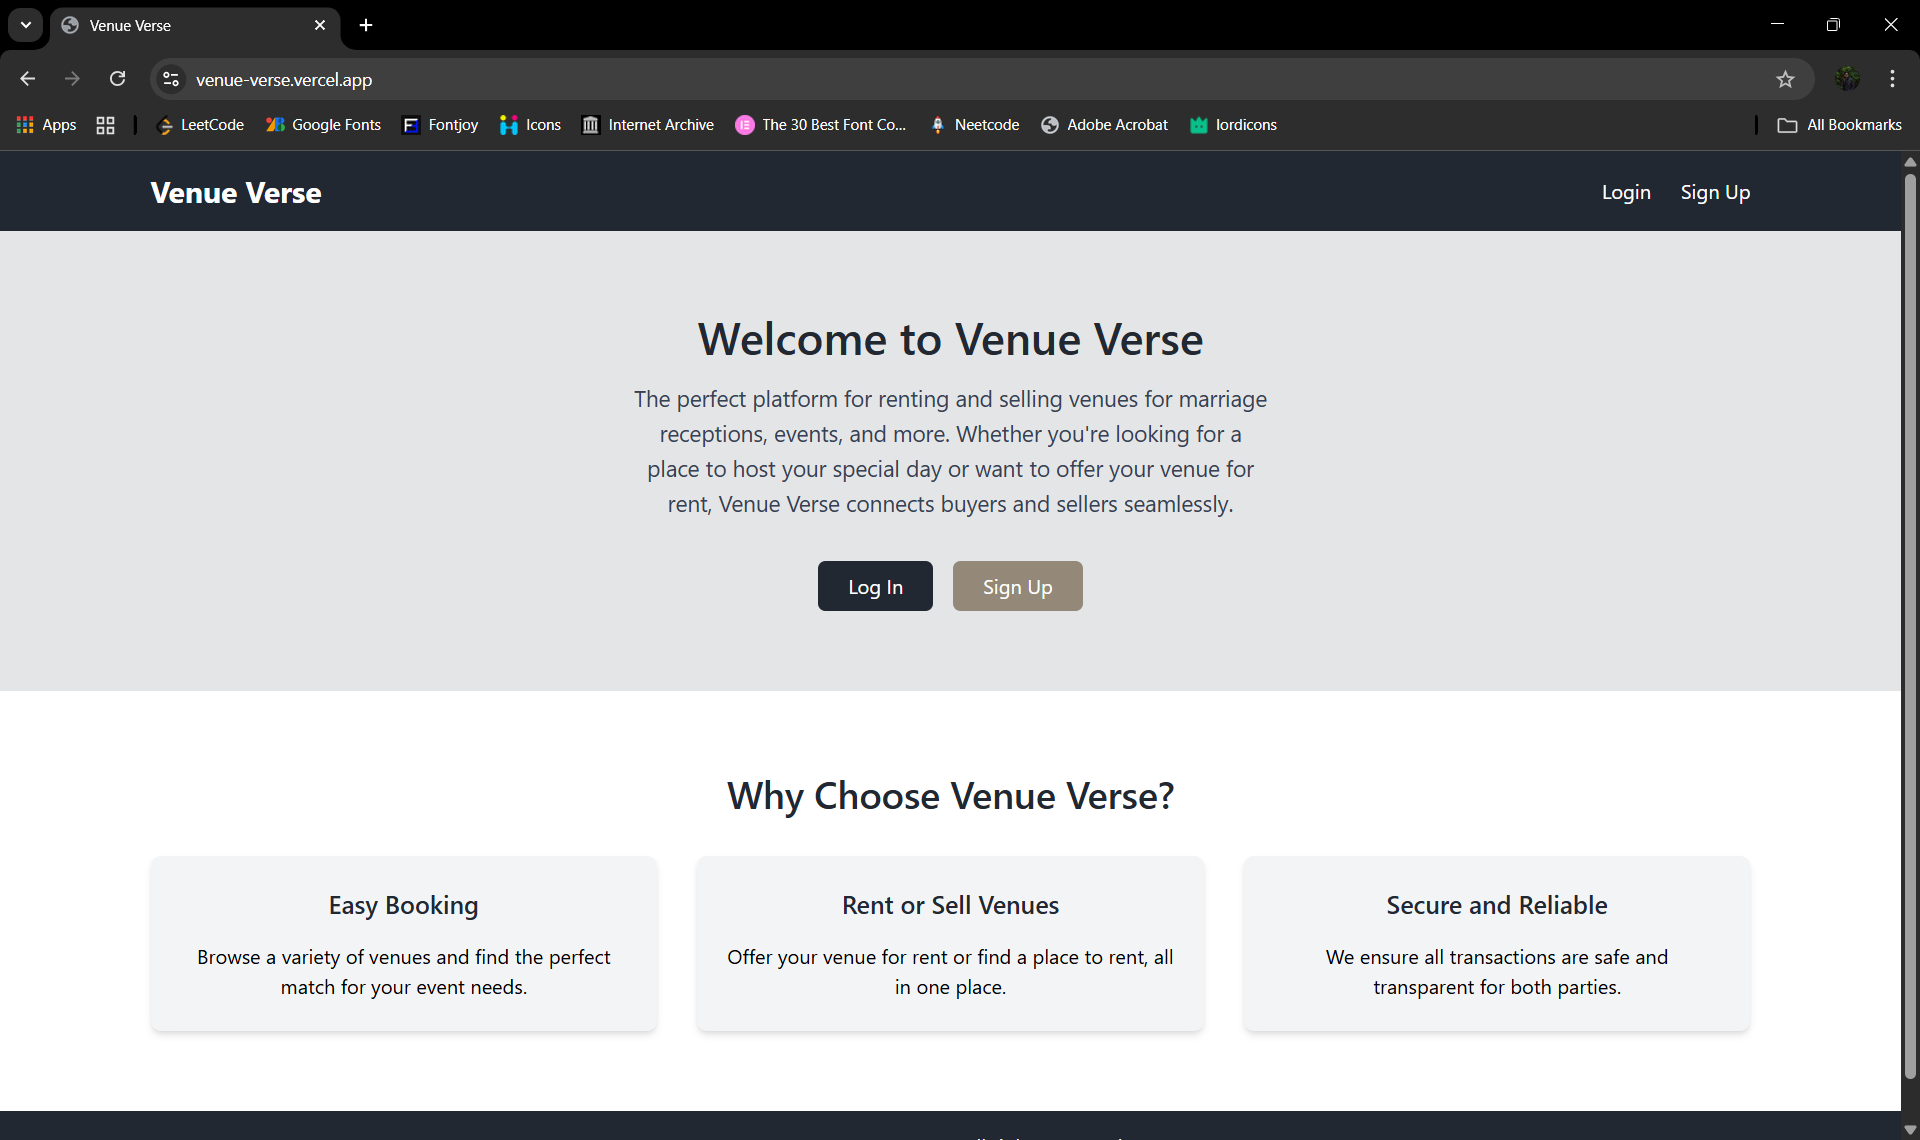 Venue Verse
venue-verse.vercel.app
Apps
LeetCode
Google Fonts
Fontjoy
Icons
Internet Archive
The 30 Best Font Co...
Neetcode
Adobe Acrobat
lordicons
All Bookmarks
Venue Verse
Login
Sign Up
Welcome to Venue Verse
The perfect platform for renting and selling venues for marriage
receptions, events, and more. Whether you're looking for a
place to host your special day or want to offer your venue for
rent, Venue Verse connects buyers and sellers seamlessly.
Log In
Sign Up
Why Choose Venue Verse?
Easy Booking
Browse a variety of venues and find the perfect
match for your event needs.
Rent or Sell Venues
Offer your venue for rent or find a place to rent, all
in one place.
Secure and Reliable
We ensure all transactions are safe and
transparent for both parties.